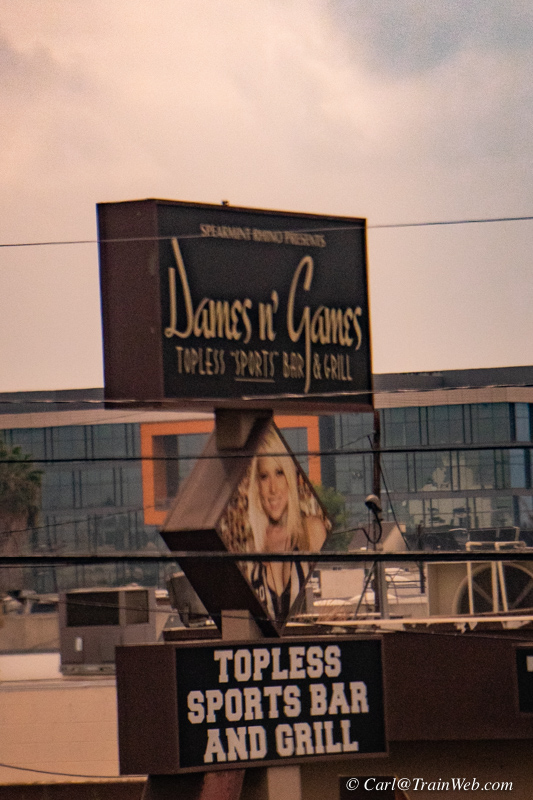 SPEARMINT RHINO PRESENTS
Dames n' Games
TOPLESS "SPORTS" BAR & GRILL
TOPLESS
SPORTS BAR
AND GRILL
© Carl@TrainWeb.com